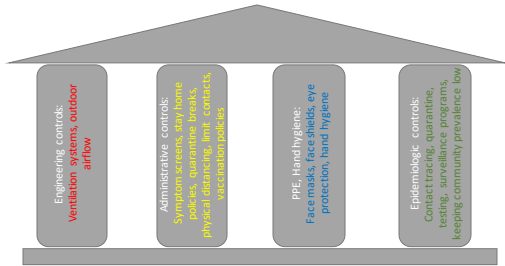 Engineering controls:
Ventilation systems, outdoor
airflow
Administrative controls:
Symptom screens, stay home
policies, quarantine breaks,
physical distancing, limit contacts,
vaccination policies
PPE, Hand hygiene:
Face masks, face shields, eye
protection, hand hygiene
Epidemiologic controls:
Contact tracing, quarantine,
testing, surveillance programs,
keeping community prevalence low